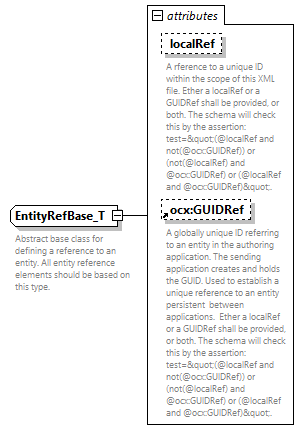 attributes
localRef
A rference to a unique ID
within the scope of this XML
file. Ether a localRef or a
GUIDRef shall be provided, or
both. The schema will check
this by the assertion:
test=&quot;(@localRef and
not(@ocx:GUIDRef)) or
(not(@localRef) and
@ocx:GUIDRef) or (@localRef
and @ocx:GUIDRef)&quot;.
EntityRefBase_T
Abstract base class for
defining a reference to an
entity. All entity reference
elements should be based on
this type.
ocx:GUIDRef
A globally unique ID referring
to an entity in the authoring
application. The sending
application creates and holds
the GUID. Used to establish a
unique reference to an entity
persistent  between
applications.  Ether a localRef
or a GUIDRef shall be provided,
or both. The schema will check
this by the assertion:
test=&quot;(@localRef and
not(@ocx:GUIDRef)) or
(not(@localRef) and
@ocx:GUIDRef) or (@localRef
and @ocx:GUIDRef)&quot;.